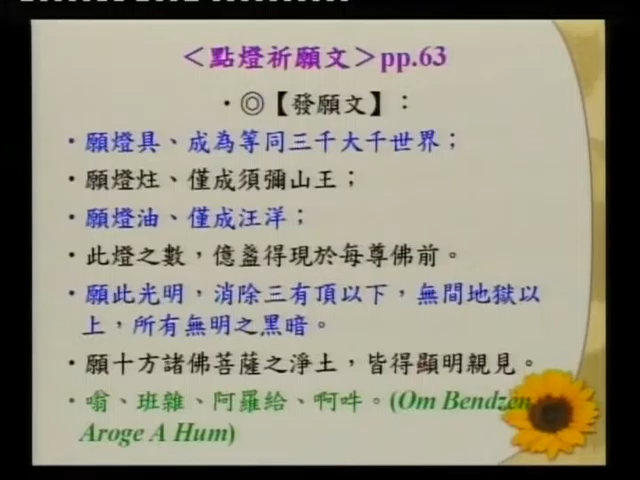 ＜點燈祈願文＞pp.63
・◎【發願文】：
・願燈具、成為等同三千大千世界；
・願燈炷、僅成須彌山王；
・願燈油、僅成汪洋；
・此燈之數，億盞得現於每尊佛前。
・願此光明，消除三有頂以下，無間地獄以
上，所有無明之黑暗。
・願十方諸佛菩薩之淨土，皆得顯明親見。
・嗡、班雜、阿羅給、啊吽。(Om Bendzen
Aroge A Hum)